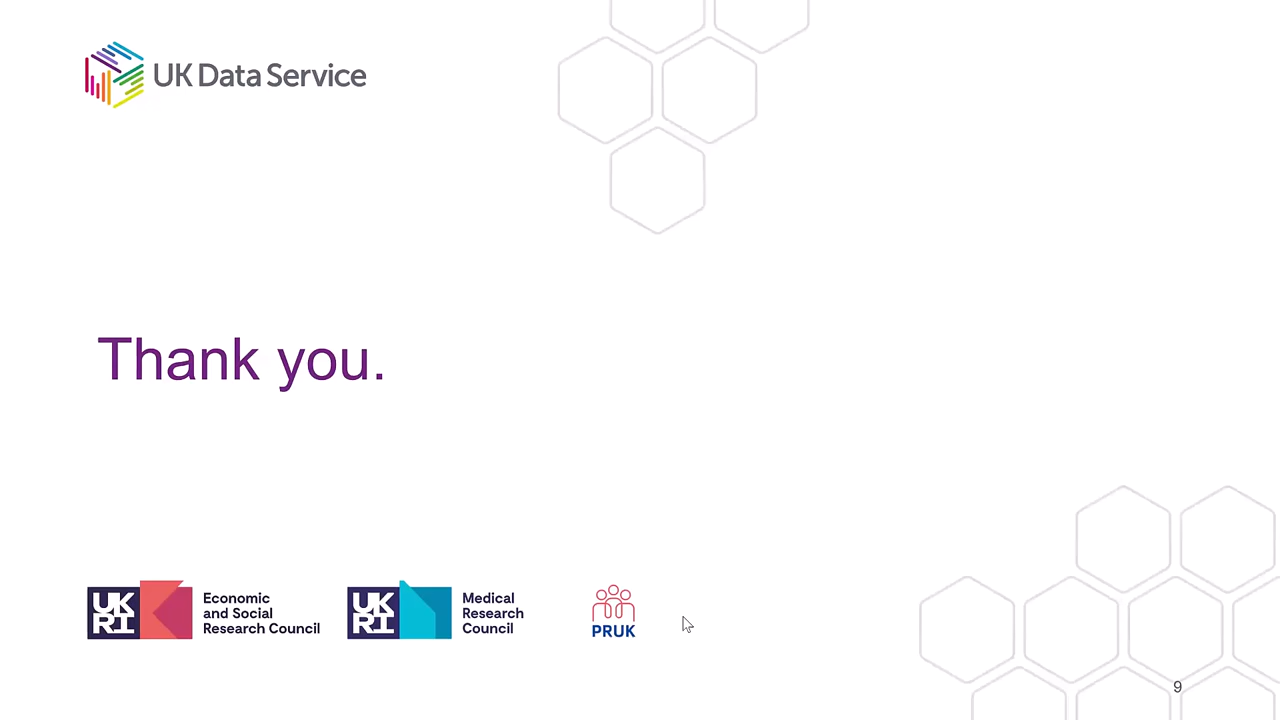 UK Data Service
Thank you.
UK
RI
Economic
and Social
Research Council
UK
RI
Medical
Research
Council
PRUK
9